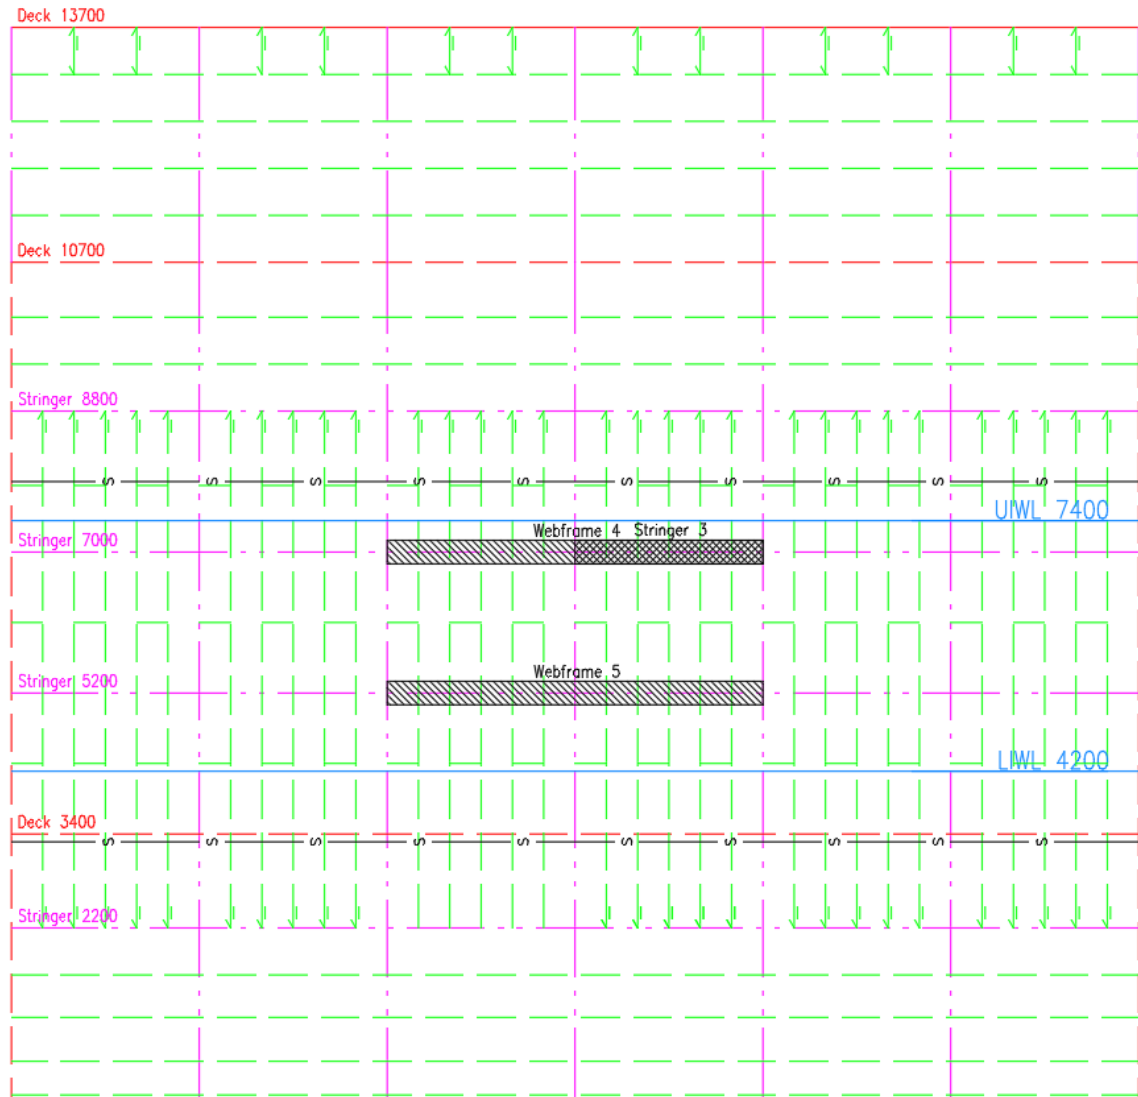 Deck 13700
Deck 10700
Stringer 8800
S S S S S S S S S S
UIWL 7400
Stringer 7000
Webframe 4 Stringer 3
Stringer 5200
Webframe 5
LIWL 4200
Deck 3400
S S S S S S S S S S
Stringer 2200